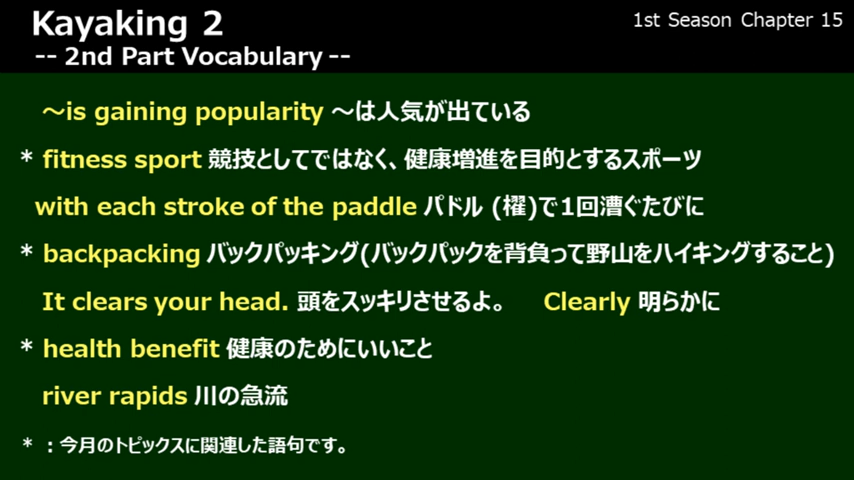 Kayaking 2
1st Season Chapter 15
-- 2nd Part Vocabulary --
～is gaining popularity ～は人気が出ている
* fitness sport 競技としてではなく、健康増進を目的とするスポーツ
with each stroke of the paddle パドル (櫂)で1回漕ぐたびに
* backpacking バックパッキング(バックパックを背負って野山をハイキングすること)
It clears your head. 頭をスッキリさせるよ。 Clearly 明らかに
* health benefit 健康のためにいいこと
river rapids 川の急流
* ：今月のトピックスに関連した語句です。